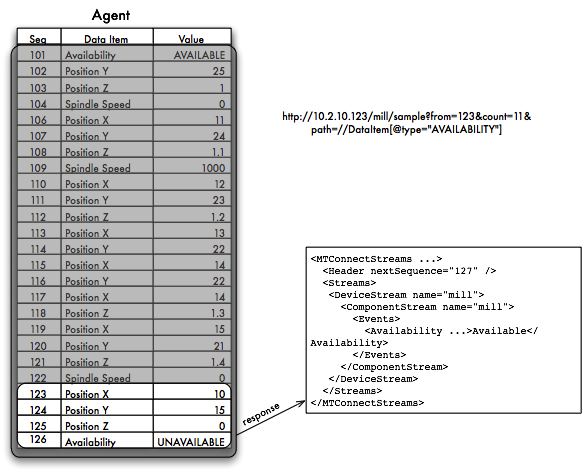 Agent
Seq Data Item Value
101 Availability AVAILABLE
102 Position Y 25
103 Position Z 1
104 Spindle Speed 0
106 Position X 11
107 Position Y 24
108 Position Z 1.1
109 Spindle Speed 1000
110 Position X 12
111 Position Y 23
112 Position Z 1.2
113 Position X 13
114 Position Y 22
115 Position X 14
116 Position Y 22
117 Position X 14
118 Position Z 1.3
119 Position X 15
120 Position Y 21
121 Position Z 1.4
122 Spindle Speed 0
123 Position X 10
124 Position Y 15
125 Position Z 0
126 Availability UNAVAILABLE
http://10.2.10.123/mill/sample?from=123&count=11&
path=//DataItem[@type="AVAILABILITY"]
response
<MTConnectStreams ...>
<Header nextSequence="127" />
<Streams>
<DeviceStream name="mill">
<ComponentStream name="mill">
<Events>
<Availability ...>Available</
Availability>
</Events>
</ComponentStream>
</DeviceStream>
</Streams>
</MTConnectStreams>